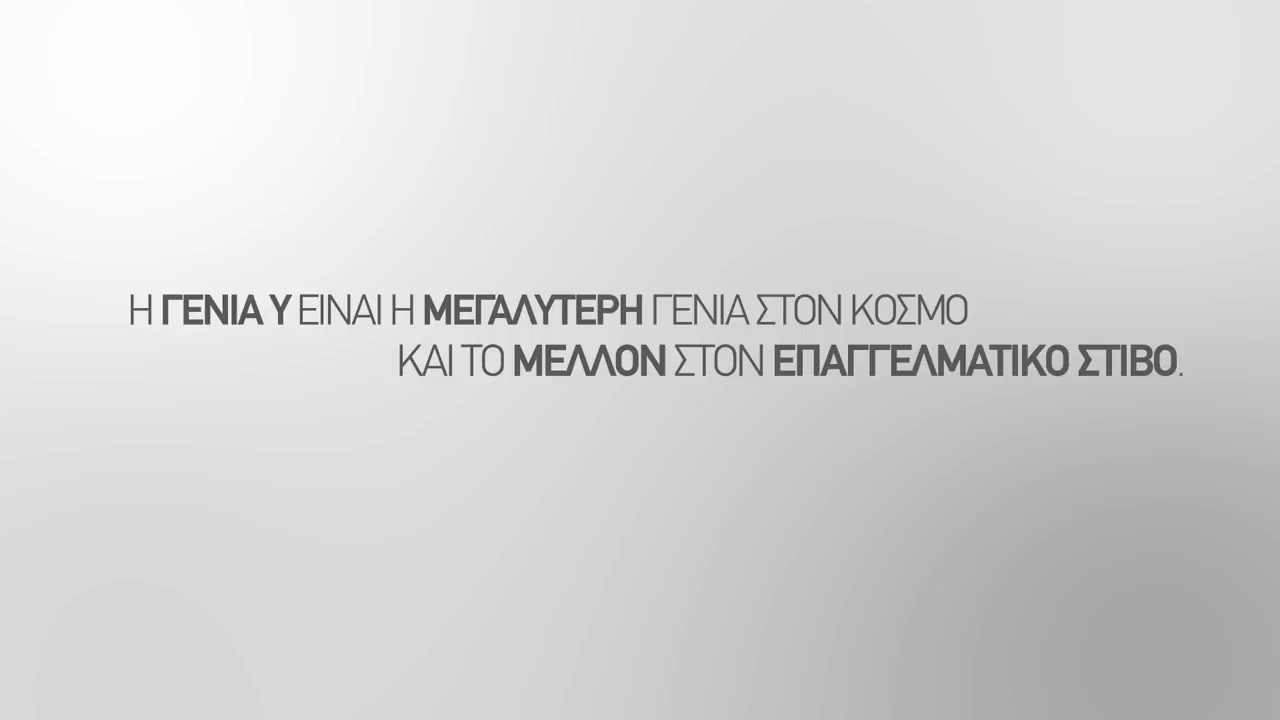 Η ΓΕΝΙΑ Υ ΕΙΝΑΙ Η ΜΕΓΑΛΥΤΕΡΗ ΓΕΝΙΑ ΣΤΟΝ ΚΟΣΜΟ
ΚΑΙ ΤΟ ΜΕΛΛΟΝ ΣΤΟΝ ΕΠΑΓΓΕΛΜΑΤΙΚΟ ΣΤΙΒΟ.